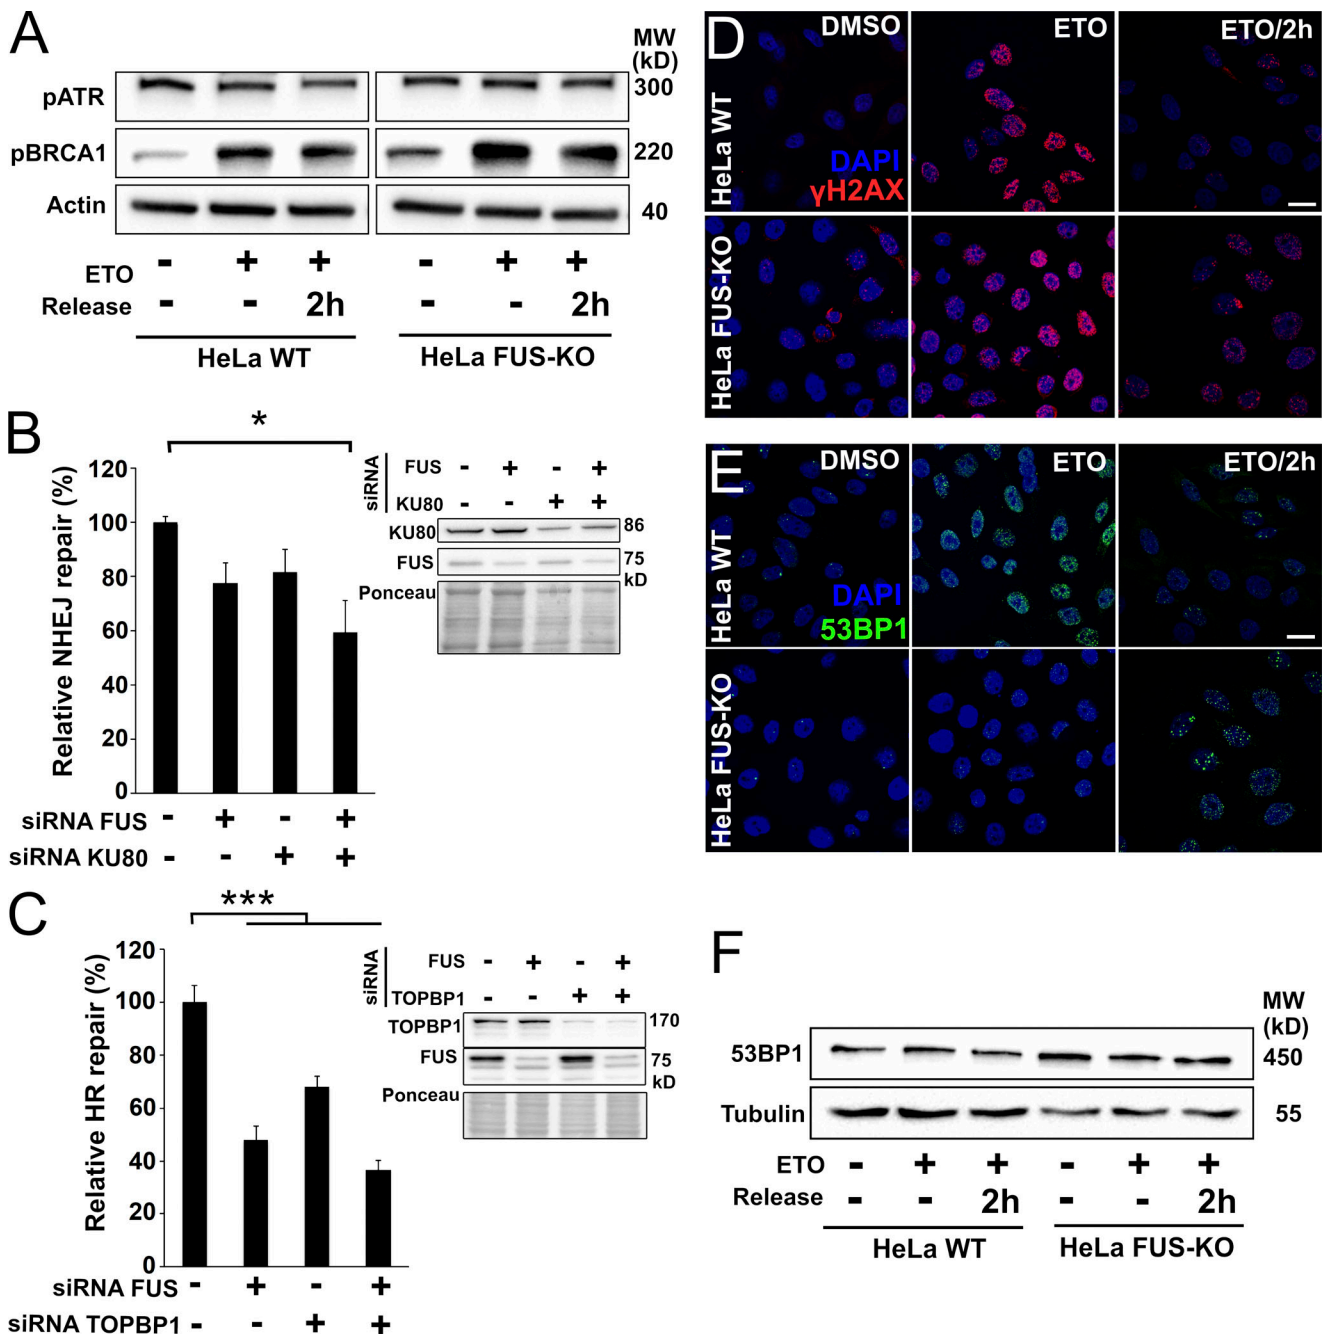 A
MW
(kD)
pATR
300
pBRCA1
220
Actin
40
ETO - + + - + +
Release - - 2h - - 2h
HeLa WT HeLa FUS-KO
B
*
Relative NHEJ repair (%)
120
100
80
60
40
20
0
siRNA FUS - + - +
siRNA KU80 - - + +
siRNA
FUS - + - +
KU80 - - + +
KU80 86
FUS 75
kD
Ponceau
C
***
Relative HR repair (%)
120
100
80
60
40
20
0
siRNA FUS - + - +
siRNA TOPBP1 - - + +
siRNA
FUS - + - +
TOPBP1 - - + +
TOPBP1 170
FUS 75
kD
Ponceau
D
DMSO ETO ETO/2h
HeLa WT
DAPI
γH2AX
HeLa FUS-KO
E
DMSO ETO ETO/2h
HeLa WT
DAPI
53BP1
HeLa FUS-KO
F
MW
(kD)
53BP1 450
Tubulin 55
ETO - + + - + +
Release - - 2h - - 2h
HeLa WT HeLa FUS-KO